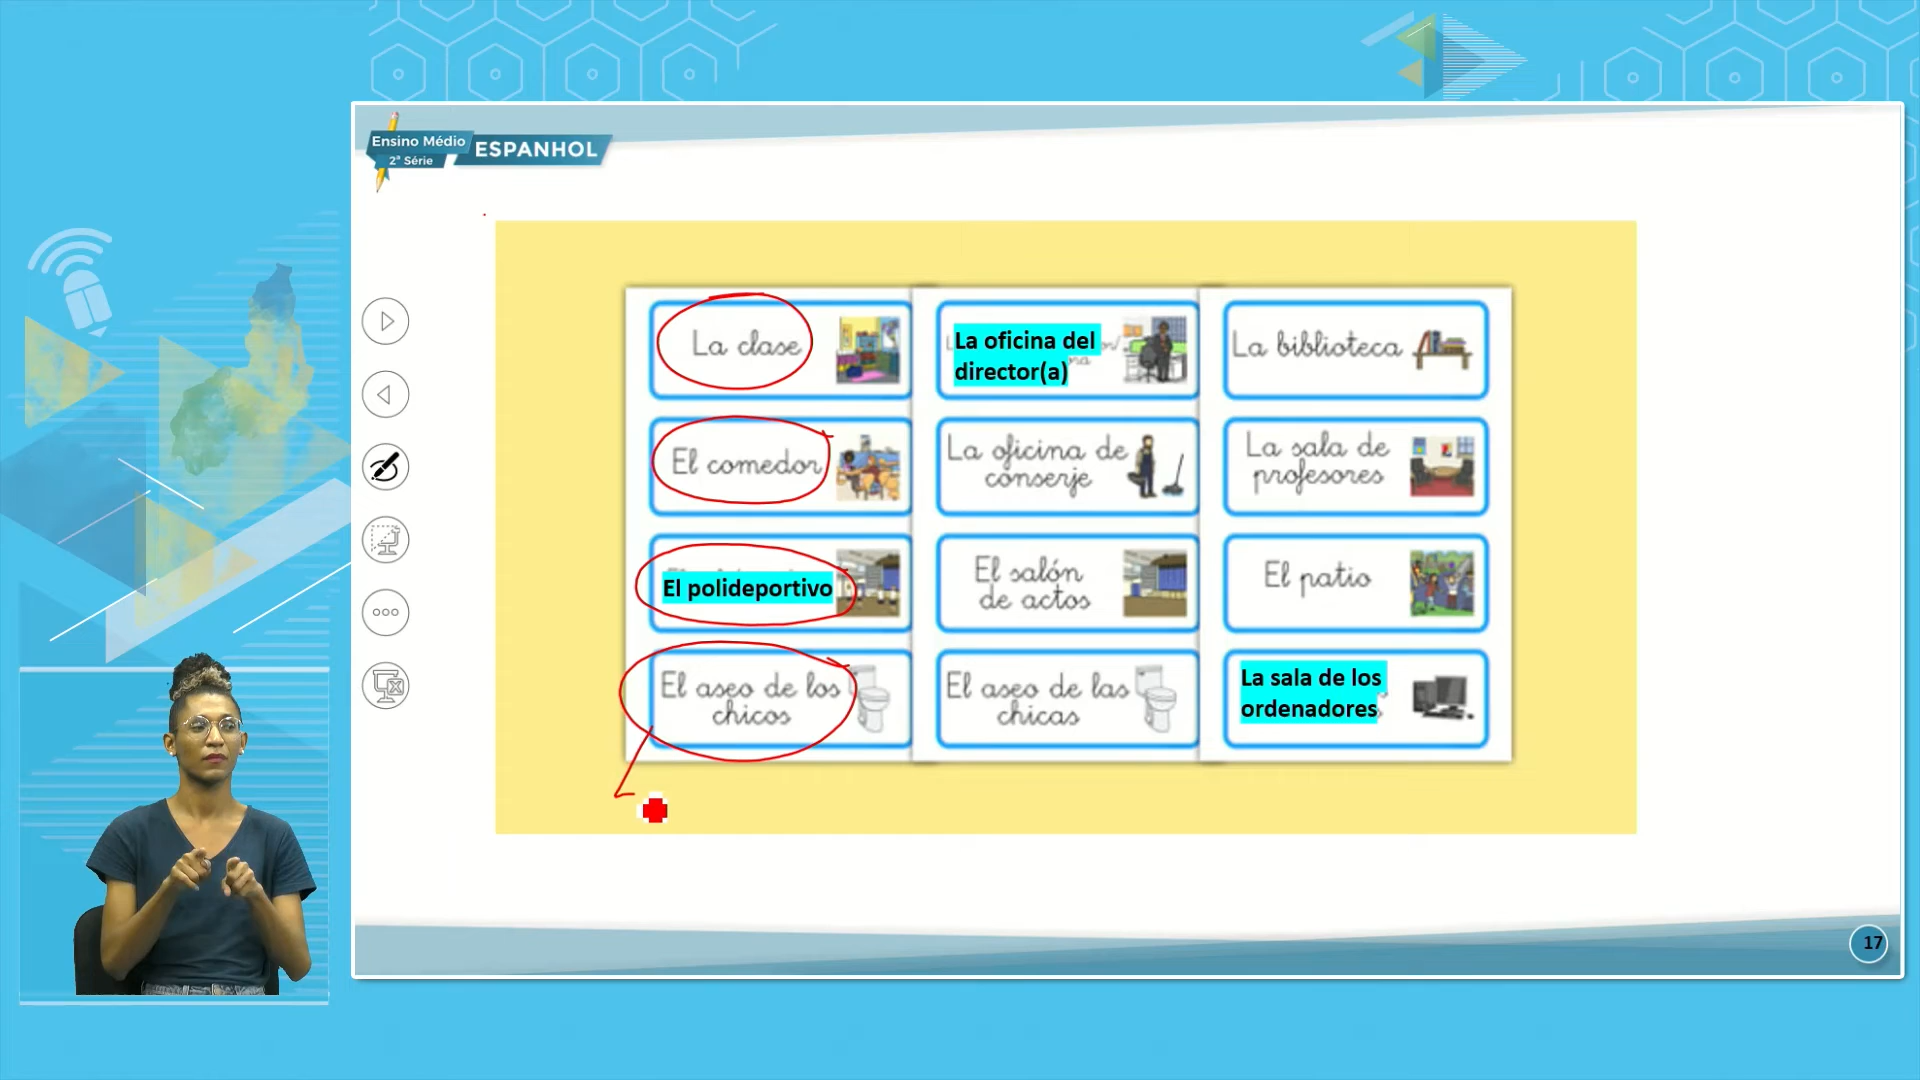 Ensino Médio
2ª Série
ESPANHOL
La clase
La oficina del
director(a)
La biblioteca
El comedor
La oficina de
conserje
La sala de
profesores
El polideportivo
El salón
de actos
El patio
El aseo de los
chicos
El aseo de las
chicas
La sala de los
ordenadores
17